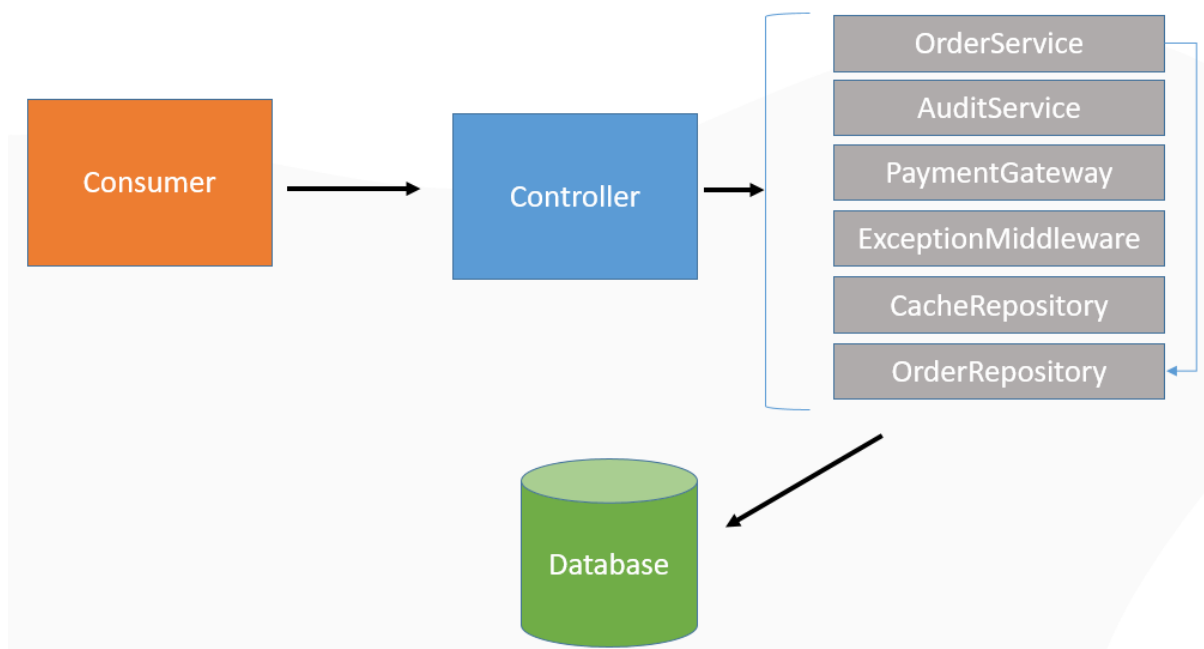 Consumer
Controller
OrderService
AuditService
PaymentGateway
ExceptionMiddleware
CacheRepository
OrderRepository
Database